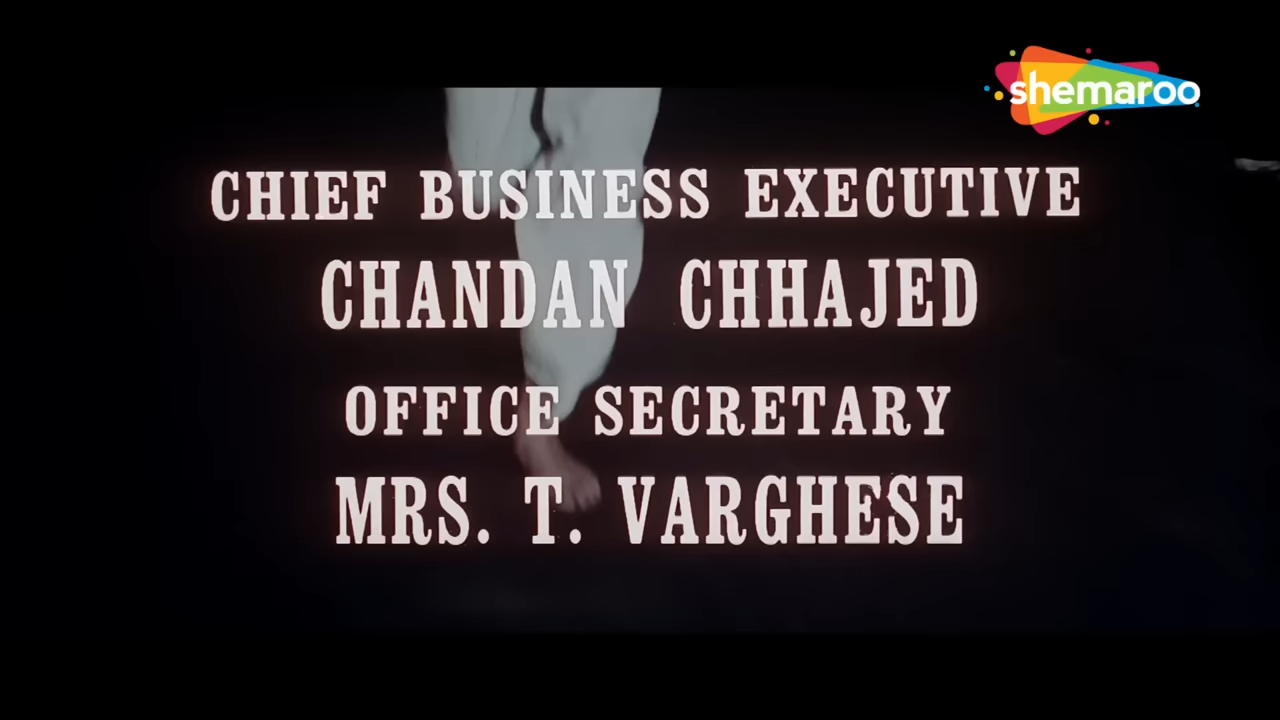 shemaroo
CHIEF BUSINESS EXECUTIVE
CHANDAN CHHAJED
OFFICE SECRETARY
MRS. T. VARGHESE